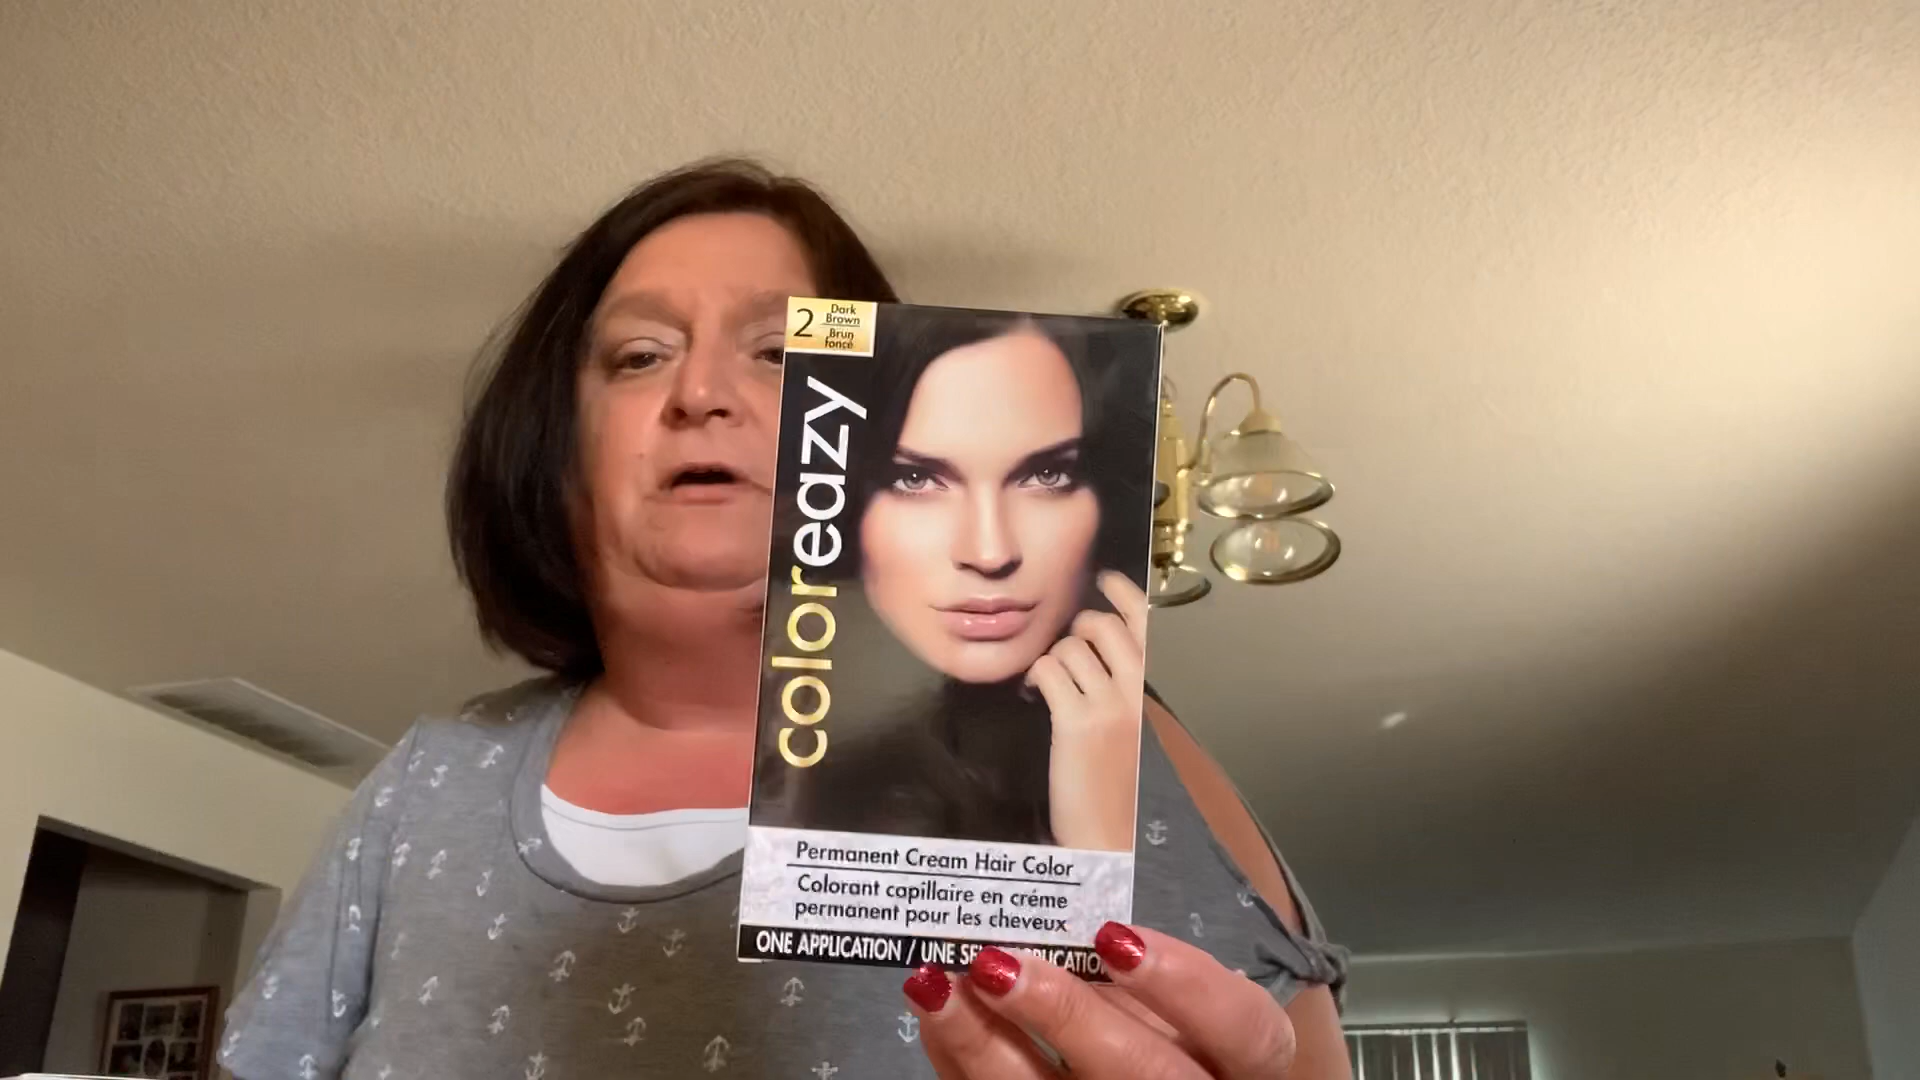 2
Dark
Brown
Brun
foncé
coloreazy
Permanent Cream Hair Color
Colorant capillaire en créme
permanent pour les cheveux
ONE APPLICATION / UNE